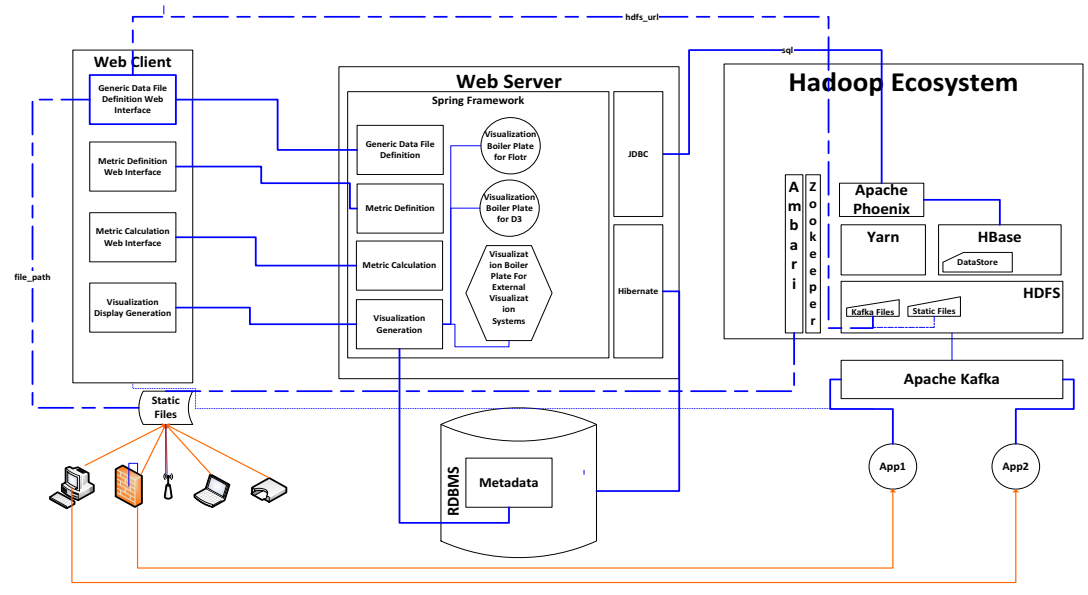 hdfs_url
sql
file_path
Web Client
Generic Data File
Definition Web
Interface
Metric Definition
Web Interface
Metric Calculation
Web Interface
Visualization
Display Generation
Static
Files
Web Server
Spring Framework
Generic Data File
Definition
Metric Definition
Metric Calculation
Visualization
Generation
Visualization
Boiler Plate
for Flotr
Visualization
Boiler Plate
for D3
Visualizat
ion Boiler
Plate For
External
Visualizat
ion
Systems
JDBC
Hibernate
RDBMS
Metadata
Hadoop Ecosystem
Ambari
Zookeeper
Apache
Phoenix
Yarn
HBase
DataStore
HDFS
Kafka Files
Static Files
Apache Kafka
App1
App2